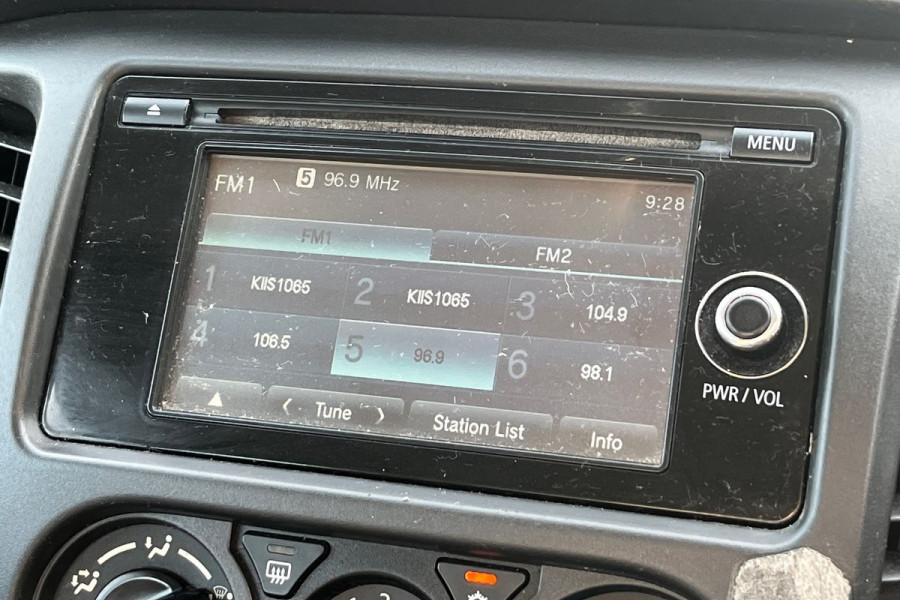 MENU
FM1 5 96.9 MHz
9:28
FM1 FM2
1 KIIS1065 2 KIIS1065 3 104.9
4 106.5 5 96.9 6 98.1
Tune Station List Info
PWR / VOL